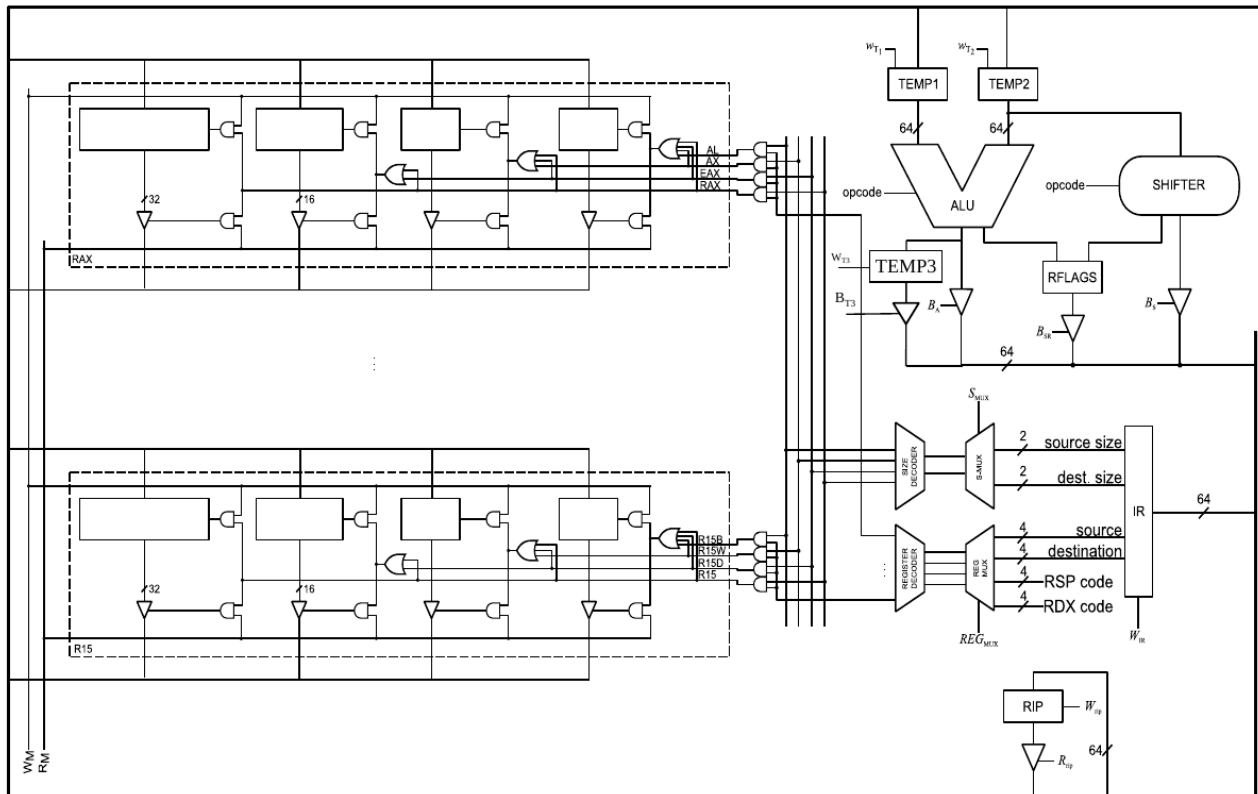 w_T1
w_T2
TEMP1
TEMP2
64
64
AL
AX
EAX
RAX
opcode
ALU
opcode
SHIFTER
32
16
RAX
W_T3
TEMP3
RFLAGS
B_T3
B_A
B_SR
B_S
64
S_MUX
SIZE DECODER
S-MUX
2
source size
2
dest. size
IR
64
R15B
R15W
R15D
R15
REGISTER DECODER
REG MUX
4
source
4
destination
4
RSP code
4
RDX code
32
16
R15
REG_MUX
W_IR
RIP
W_rip
R_rip
64
W_M
R_M